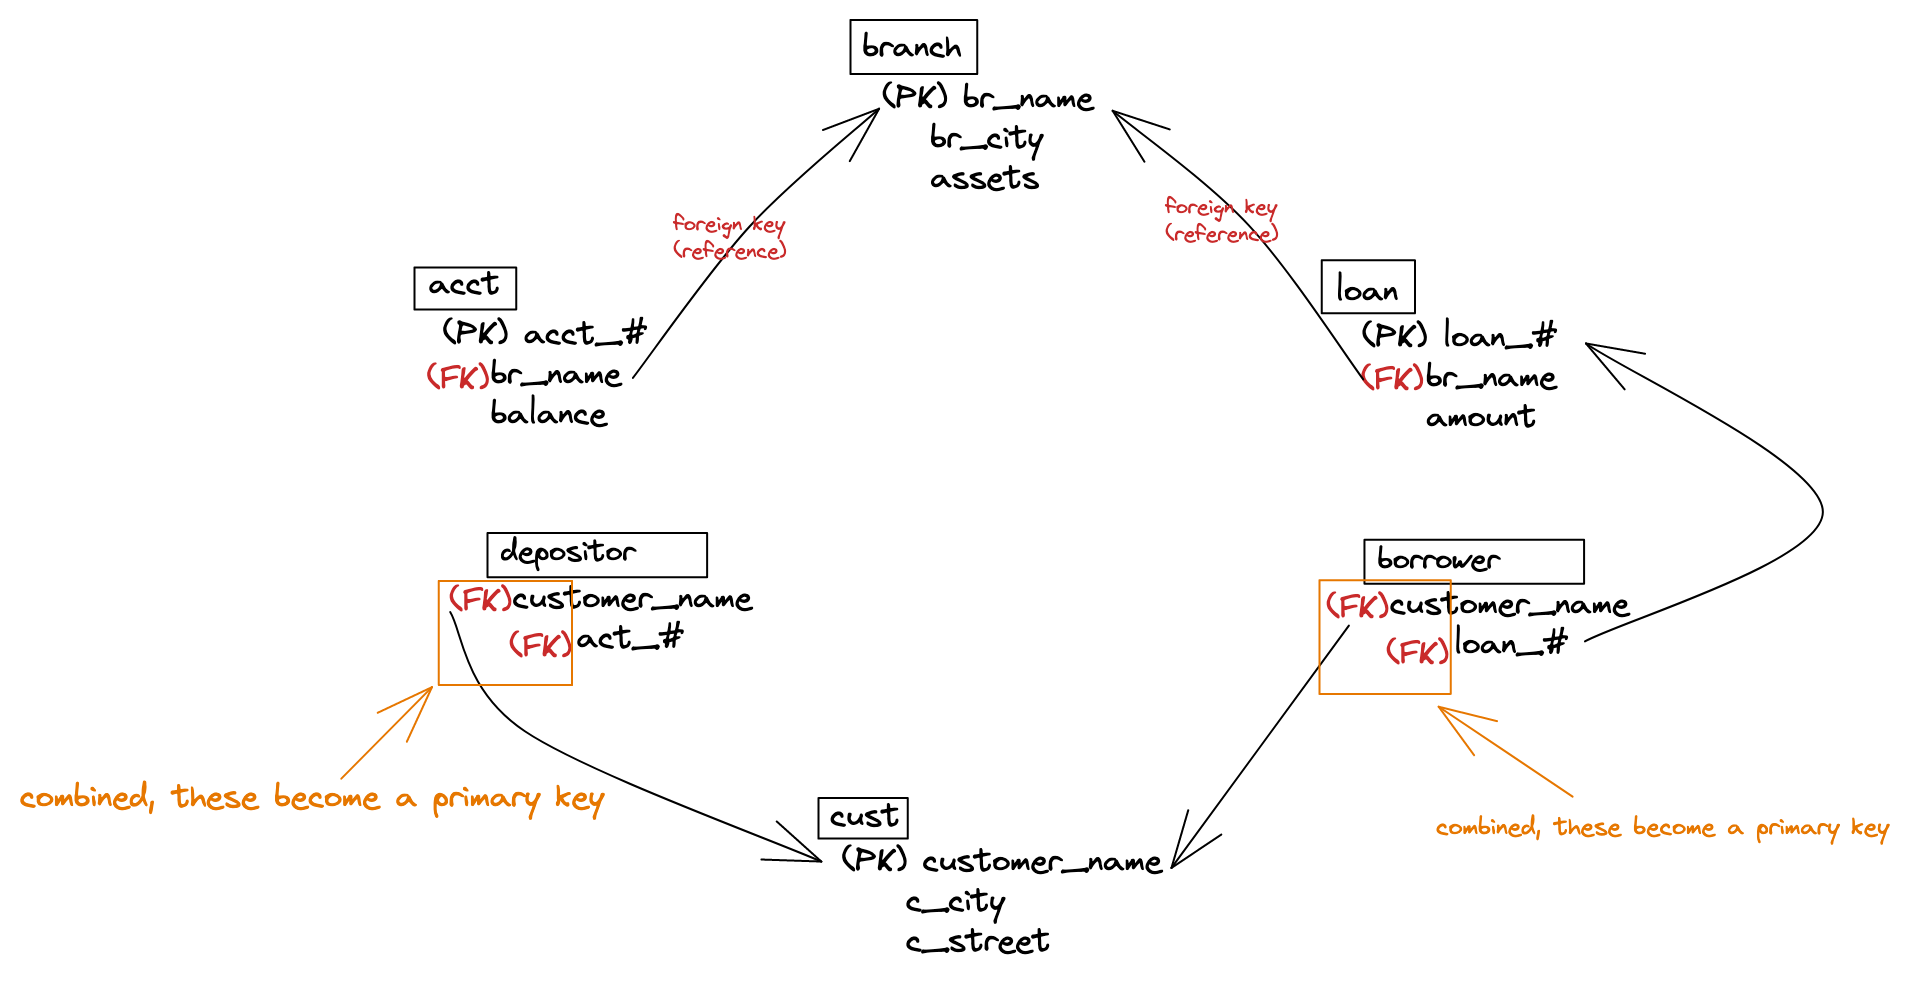 branch
(PK) br_name
br_city
assets
foreign key
(reference)
foreign key
(reference)
acct
(PK) acct_#
(FK) br_name
balance
loan
(PK) loan_#
(FK) br_name
amount
depositor
(FK) customer_name
(FK) act_#
combined, these become a primary key
borrower
(FK) customer_name
(FK) loan_#
combined, these become a primary key
cust
(PK) customer_name
c_city
c_street